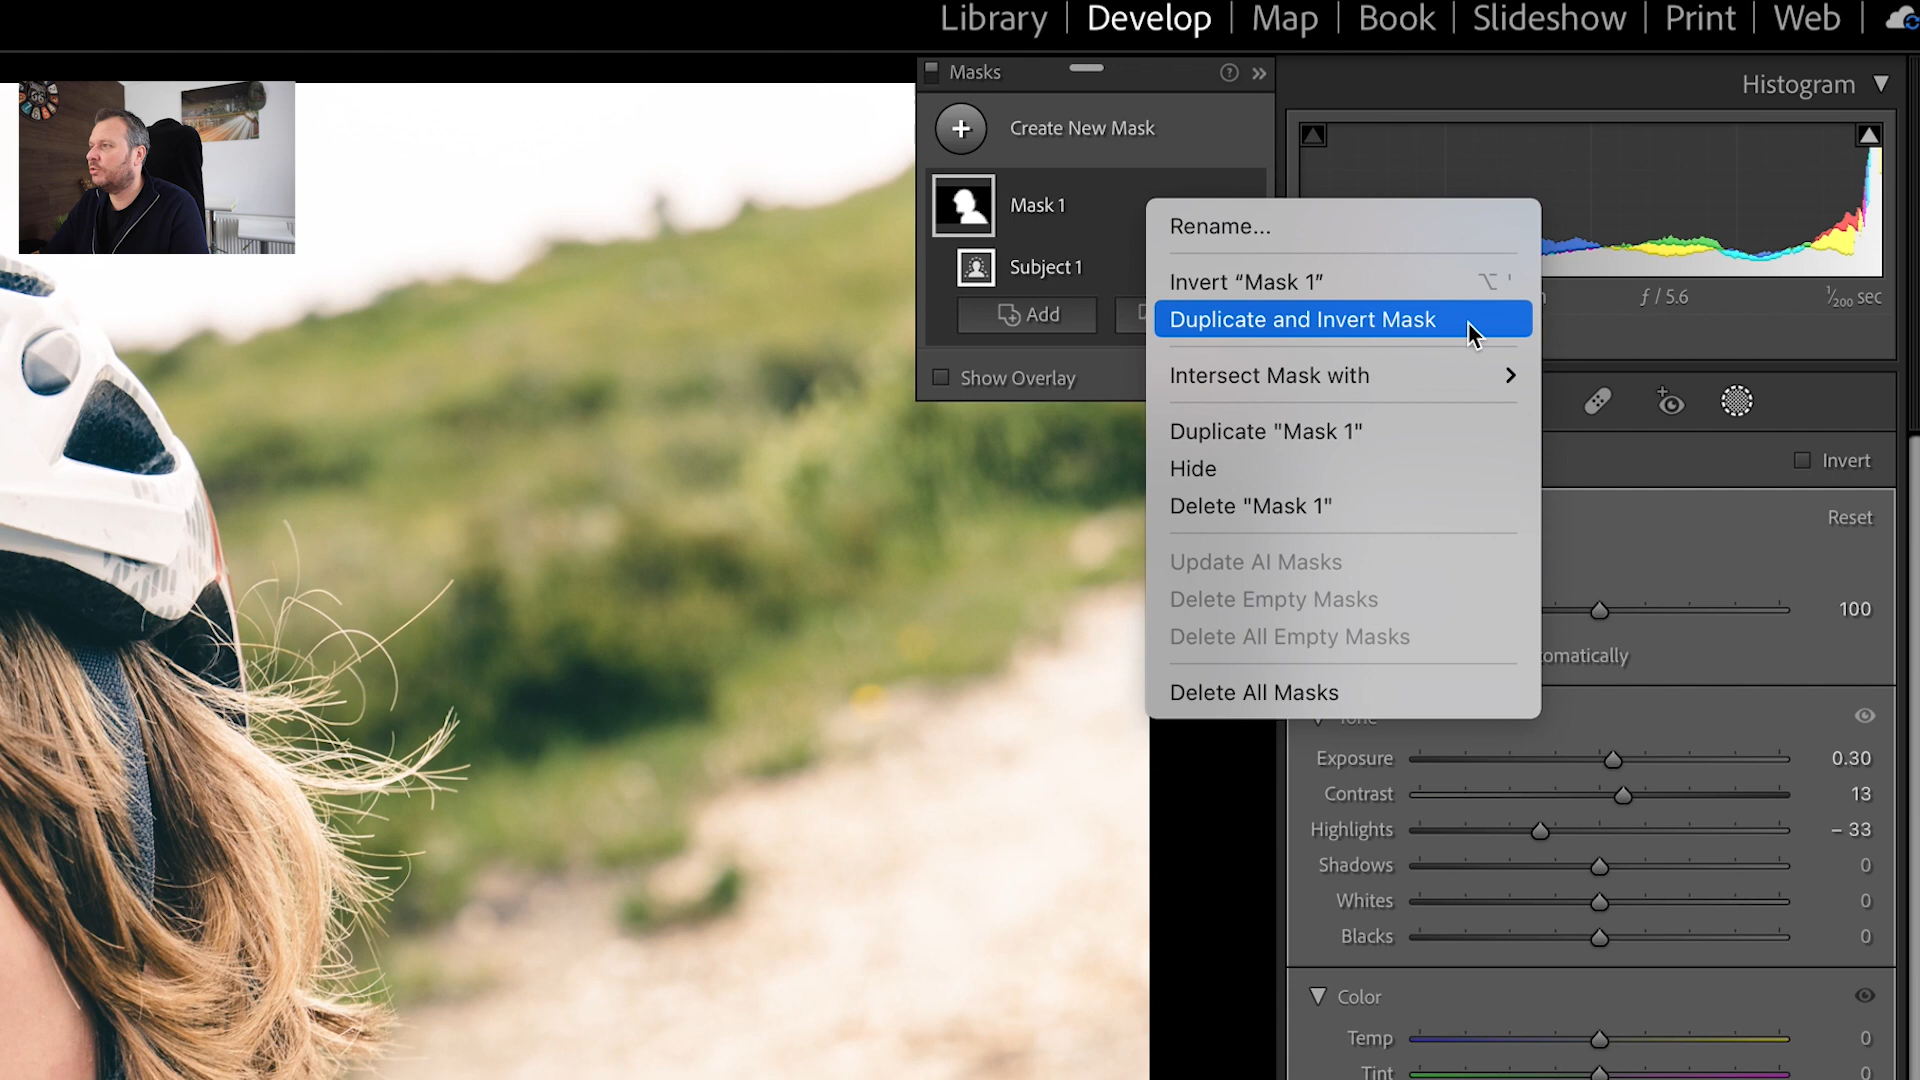 Library | Develop | Map | Book | Slideshow | Print | Web |
Masks
Histogram
Create New Mask
Mask 1
Subject 1
Add
Show Overlay
Rename...
Invert “Mask 1”
Duplicate and Invert Mask
Intersect Mask with
Duplicate "Mask 1"
Hide
Delete "Mask 1"
Update AI Masks
Delete Empty Masks
Delete All Empty Masks
Delete All Masks
ƒ / 5.6
1/200 sec
Invert
Reset
100
omatically
Exposure 0.30
Contrast 13
Highlights – 33
Shadows 0
Whites 0
Blacks 0
Color
Temp 0
Tint 0